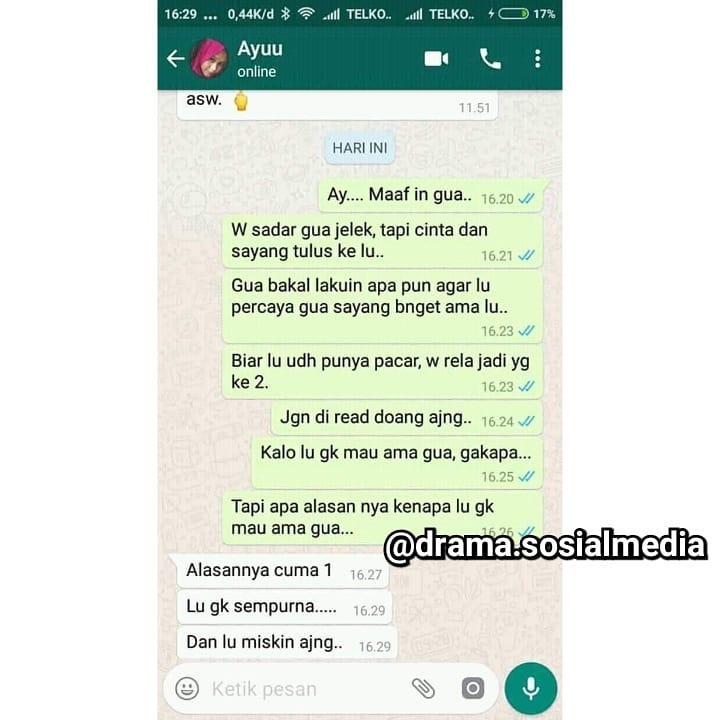 16:29 ... 0,44K/d TELKO.. TELKO.. 17%
Ayuu
online
asw.
11.51
HARI INI
Ay.... Maaf in gua.. 16.20
W sadar gua jelek, tapi cinta dan
sayang tulus ke lu.. 16.21
Gua bakal lakuin apa pun agar lu
percaya gua sayang bnget ama lu..
16.23
Biar lu udh punya pacar, w rela jadi yg
ke 2. 16.23
Jgn di read doang ajng.. 16.24
Kalo lu gk mau ama gua, gakapa...
16.25
Tapi apa alasan nya kenapa lu gk
mau ama gua... 16.26
@drama.sosialmedia
Alasannya cuma 1 16.27
Lu gk sempurna..... 16.29
Dan lu miskin ajng.. 16.29
Ketik pesan